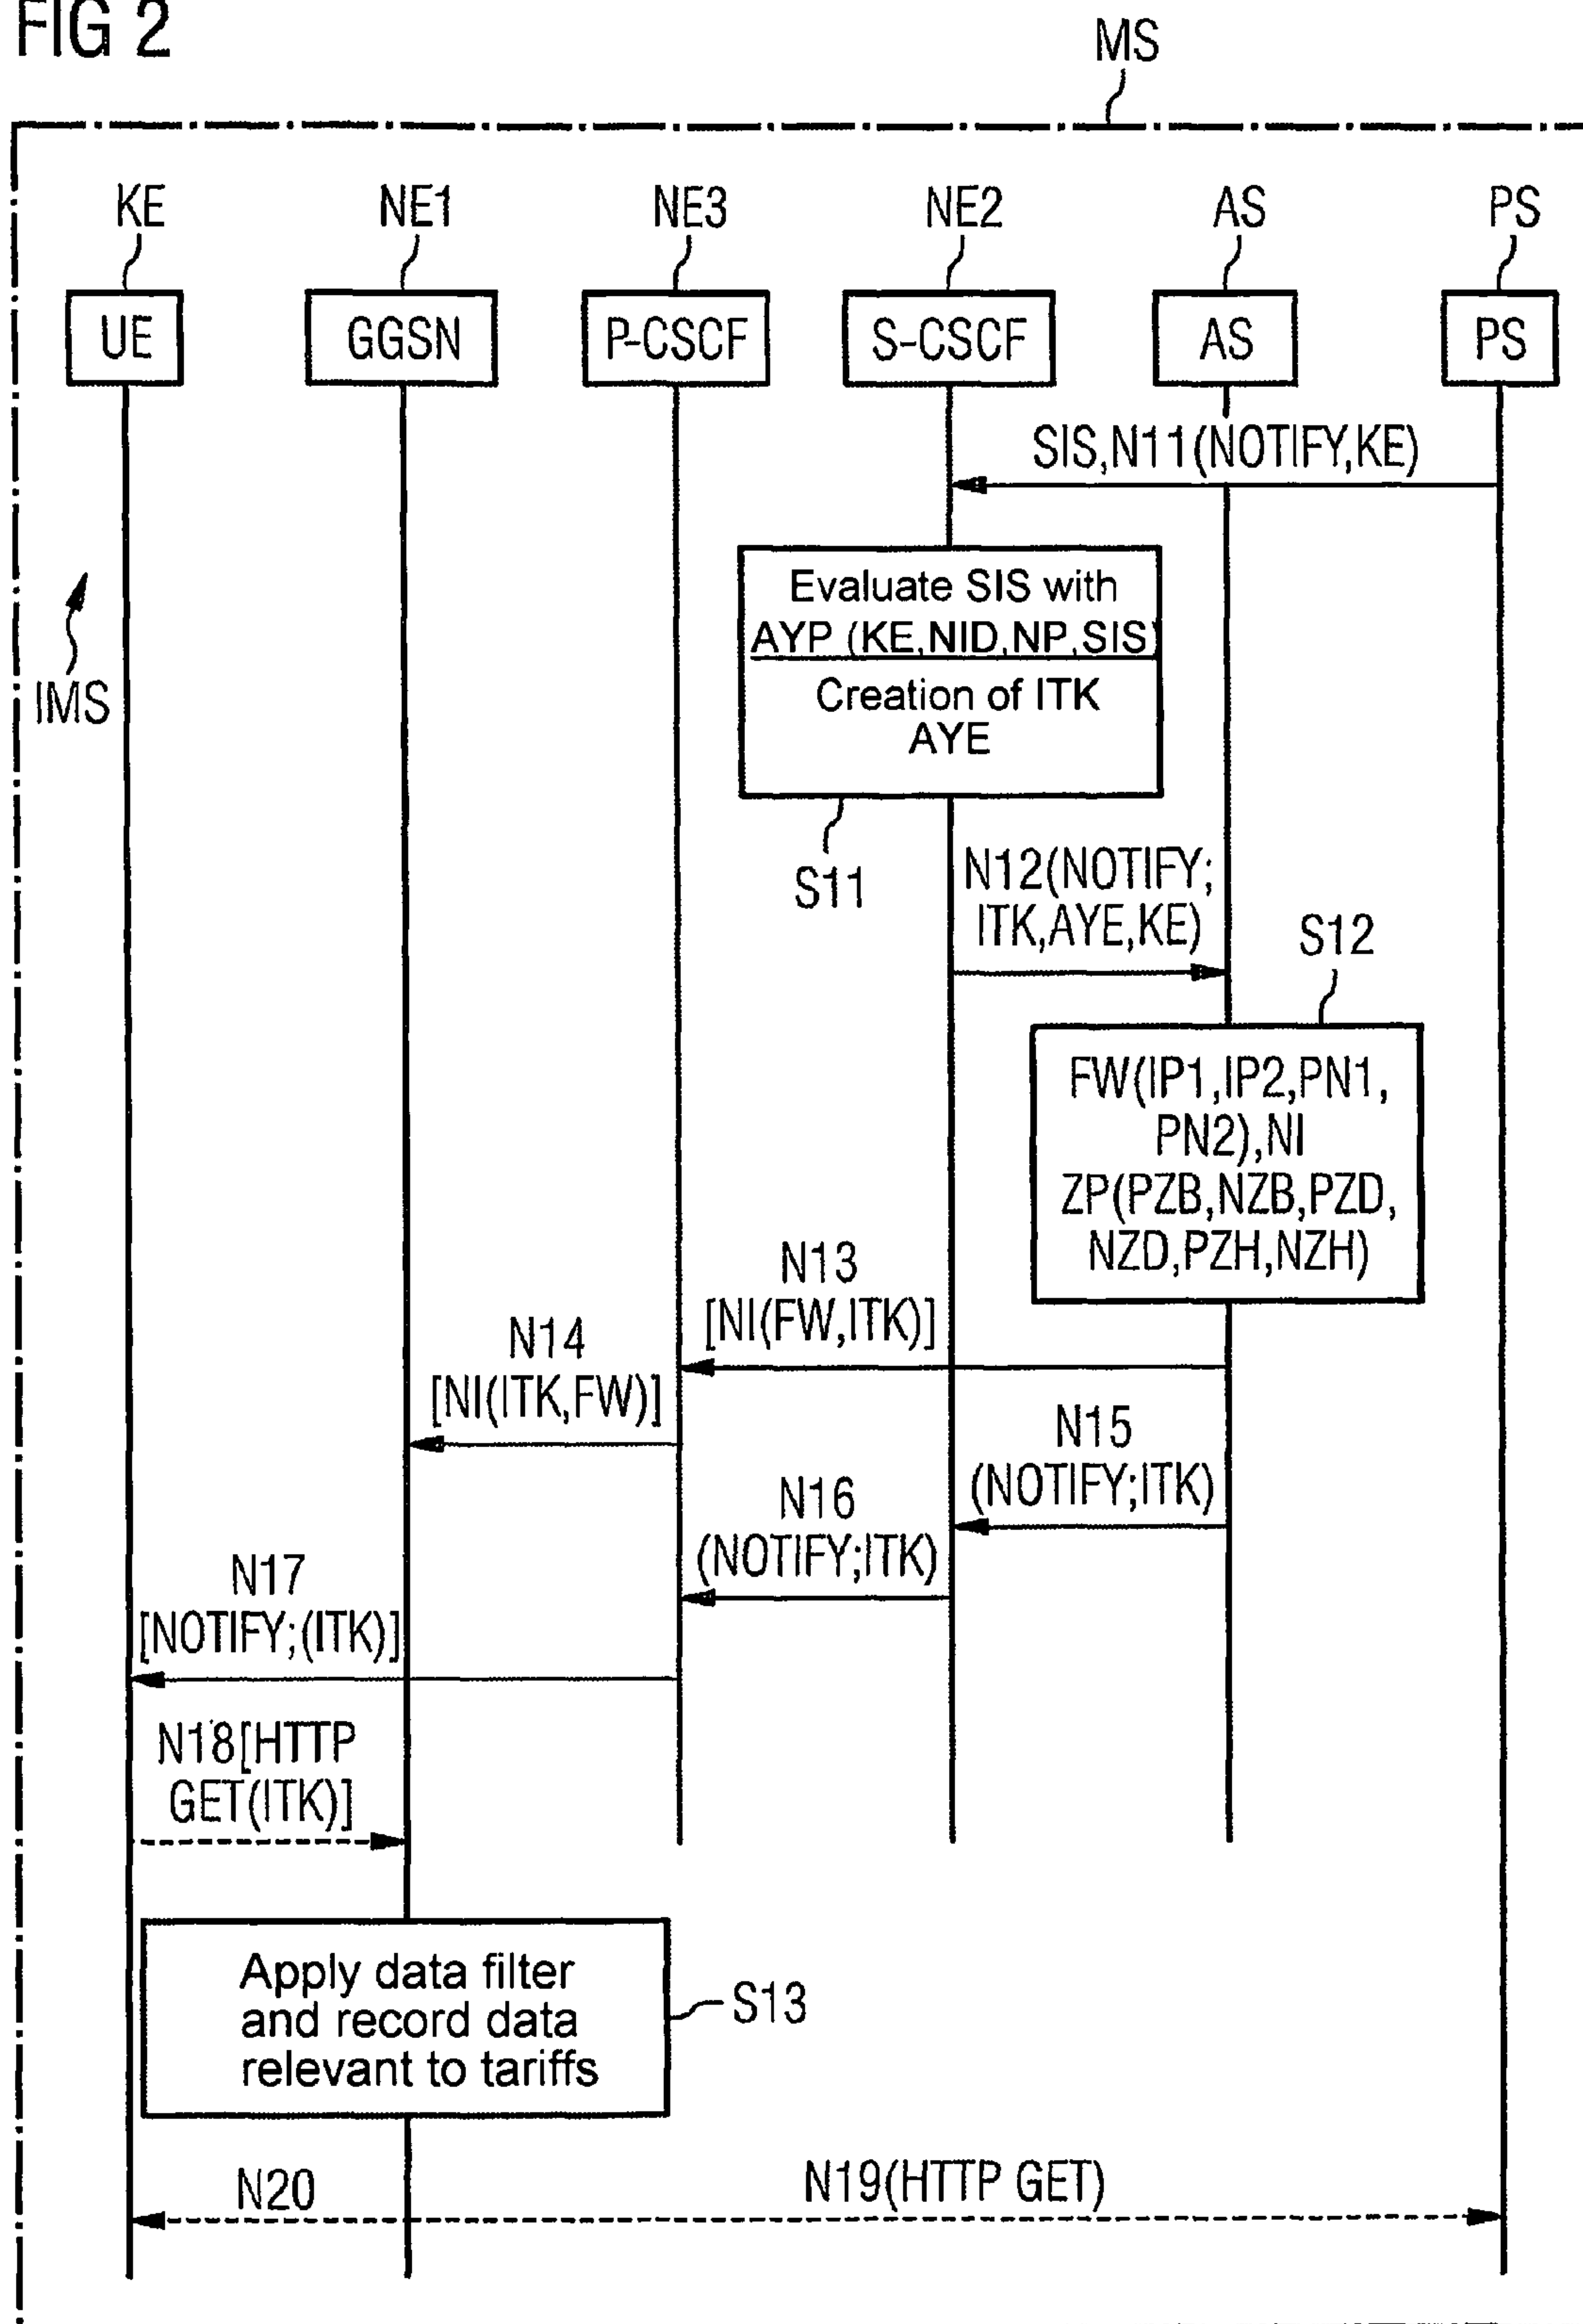 FIG 2
MS
KE NE1 NE3 NE2 AS PS
UE GGSN P-CSCF S-CSCF AS PS
SIS,N11(NOTIFY,KE)
Evaluate SIS with
AYP (KE,NID,NP,SIS)
Creation of ITK
AYE
IMS
S11
N12(NOTIFY;
ITK,AYE,KE)
S12
FW(IP1,IP2,PN1,
PN2),NI
ZP(PZB,NZB,PZD,
NZD,PZH,NZH)
N13
[NI(FW,ITK)]
N14
[NI(ITK,FW)]
N15
(NOTIFY;ITK)
N16
(NOTIFY;ITK)
N17
[NOTIFY;(ITK)]
N18[HTTP
GET(ITK)]
Apply data filter
and record data
relevant to tariffs
S13
N20
N19(HTTP GET)